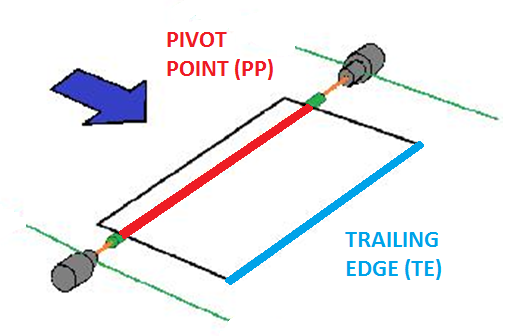 PIVOT
POINT (PP)
TRAILING
EDGE (TE)